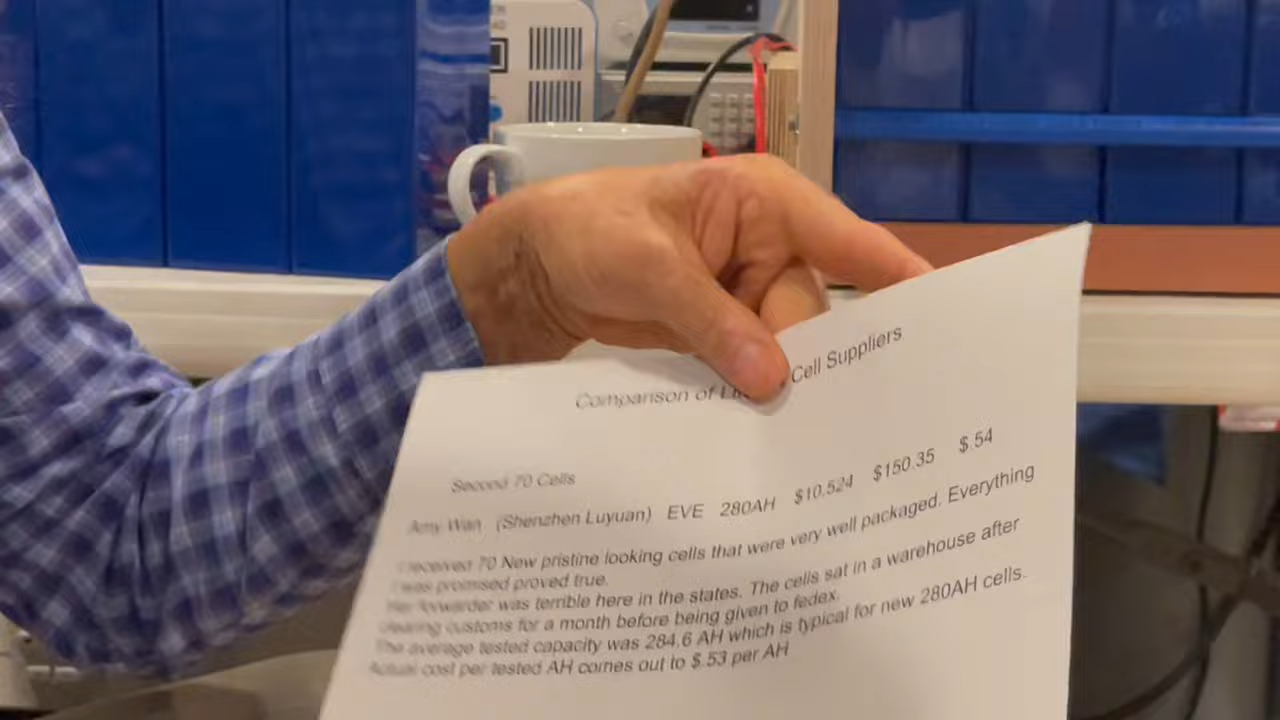 Comparison of Cell Suppliers
Second 70 Cells
Amy Wan (Shenzhen Luyuan) EVE 280AH $10,524 $150.35 $.54
received 70 New pristine looking cells that were very well packaged. Everything
I was promised proved true.
Her forwarder was terrible here in the states. The cells sat in a warehouse after
clearing customs for a month before being given to fedex.
The average tested capacity was 284.6 AH which is typical for new 280AH cells.
Actual cost per tested AH comes out to $.53 per AH